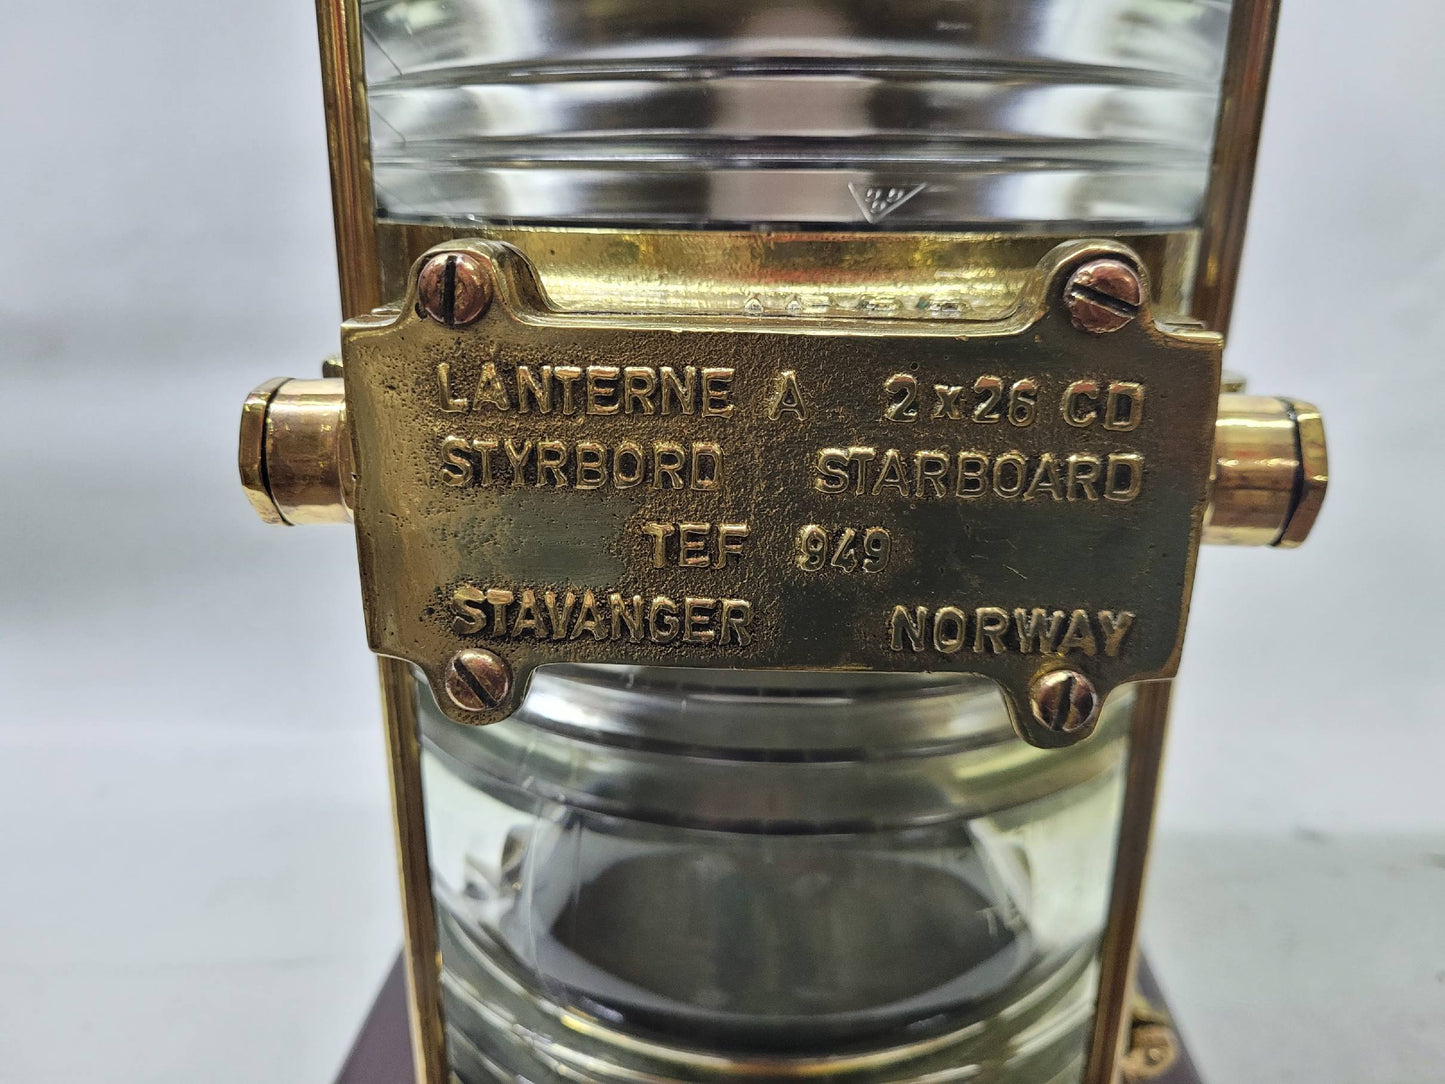 LANTERNE A 2x26 CD
STYRBORD STARBOARD
TEF 949
STAVANGER NORWAY